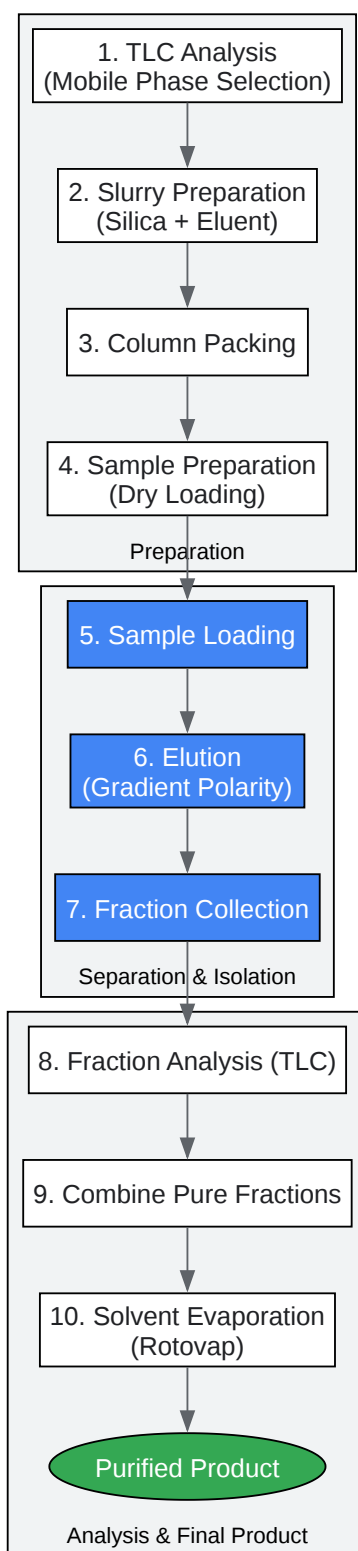 1. TLC Analysis
(Mobile Phase Selection)
2. Slurry Preparation
(Silica + Eluent)
3. Column Packing
4. Sample Preparation
(Dry Loading)
Preparation
5. Sample Loading
6. Elution
(Gradient Polarity)
7. Fraction Collection
Separation & Isolation
8. Fraction Analysis (TLC)
9. Combine Pure Fractions
10. Solvent Evaporation
(Rotovap)
Purified Product
Analysis & Final Product